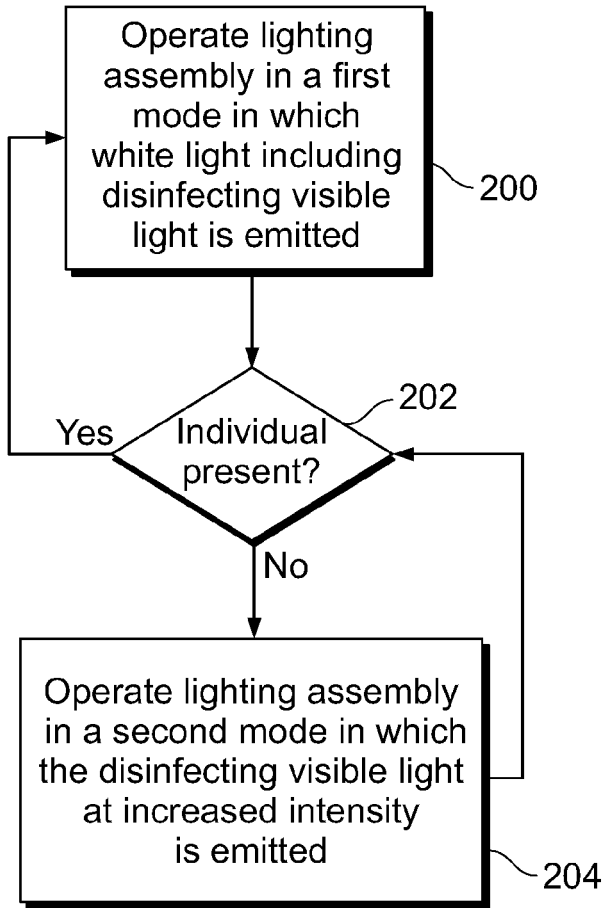 Operate lighting
assembly in a first
mode in which
white light including
disinfecting visible
light is emitted
200
202
Yes
Individual
present?
No
Operate lighting assembly
in a second mode in which
the disinfecting visible light
at increased intensity
is emitted
204